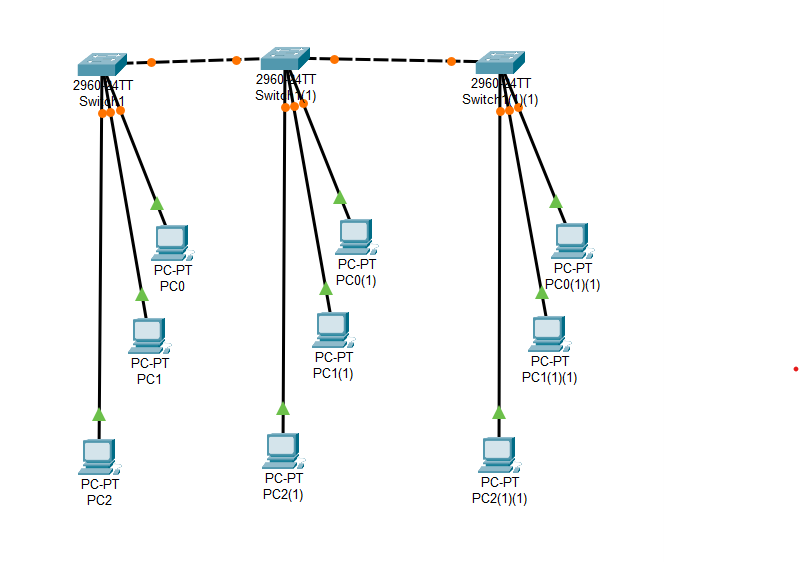 2960-24TT
Switch1
2960-24TT
Switch1(1)
2960-24TT
Switch1(1)(1)
PC-PT
PC0
PC-PT
PC0(1)
PC-PT
PC0(1)(1)
PC-PT
PC1
PC-PT
PC1(1)
PC-PT
PC1(1)(1)
PC-PT
PC2
PC-PT
PC2(1)
PC-PT
PC2(1)(1)